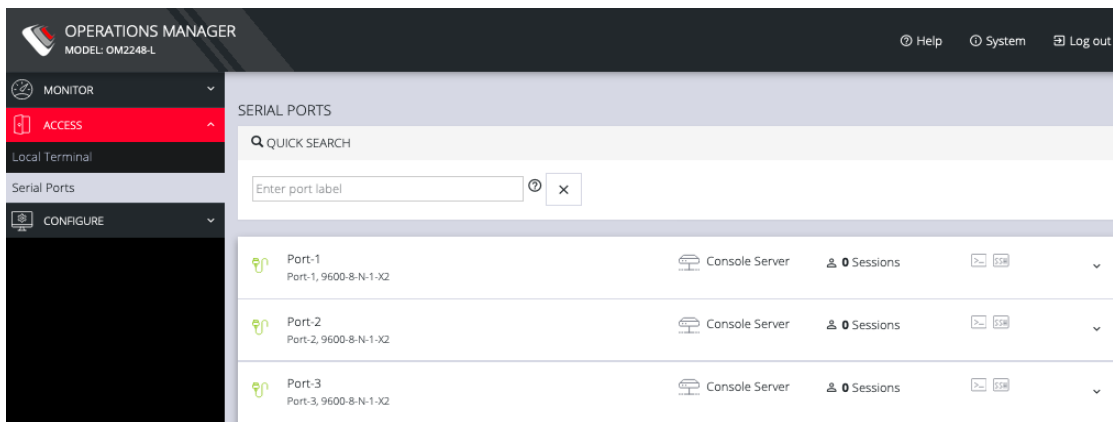 OPERATIONS MANAGER
MODEL: OM2248-L
Help
System
Log out
MONITOR
ACCESS
Local Terminal
Serial Ports
CONFIGURE
SERIAL PORTS
QUICK SEARCH
Enter port label
Port-1 Console Server 0 Sessions >_ SSH
Port-1, 9600-8-N-1-X2
Port-2 Console Server 0 Sessions >_ SSH
Port-2, 9600-8-N-1-X2
Port-3 Console Server 0 Sessions >_ SSH
Port-3, 9600-8-N-1-X2